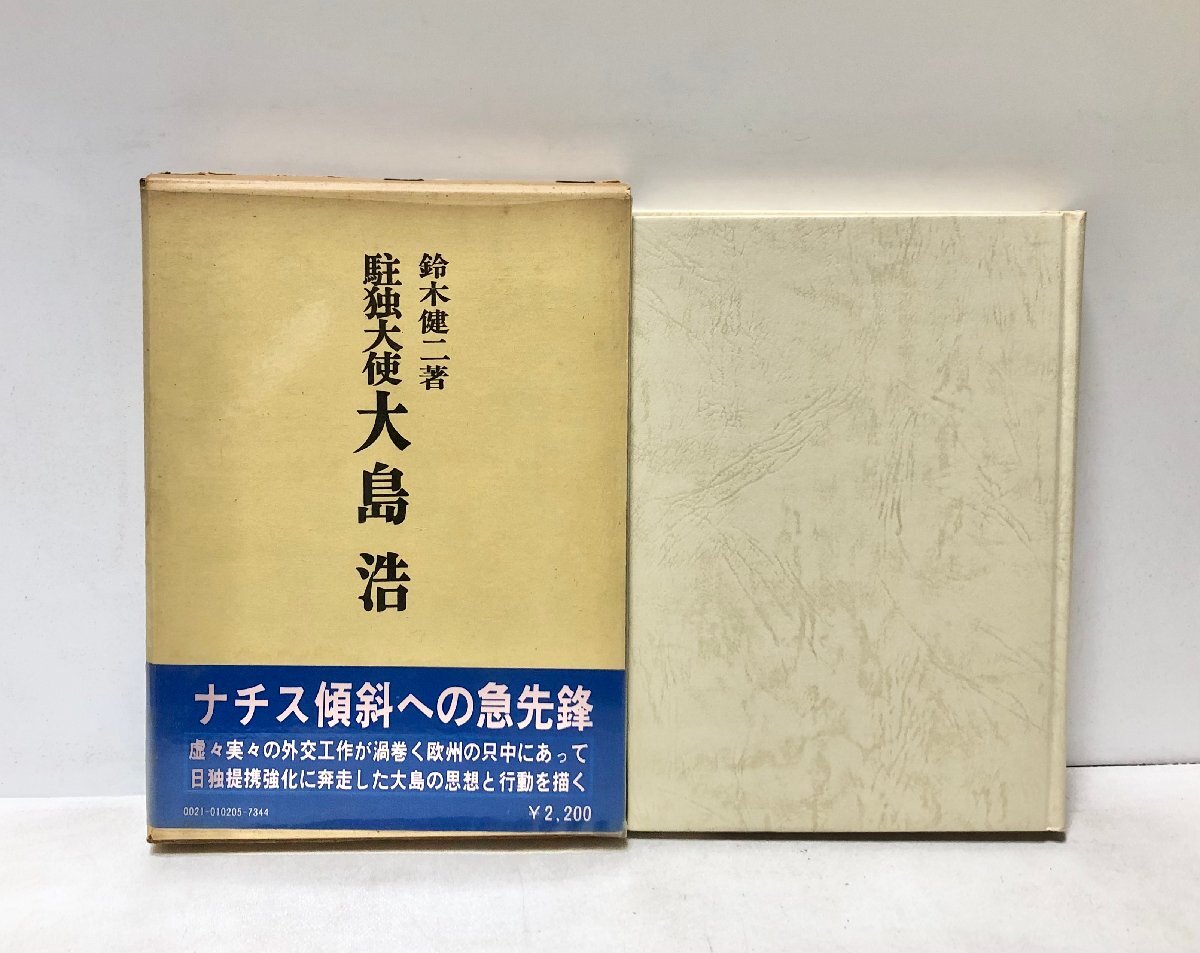 鈴木健二著
駐独大使 大島浩
ナチス傾斜への急先鋒
虚々実々の外交工作が渦巻く欧州の只中にあって
日独提携強化に奔走した大島の思想と行動を描く
0021-010205-7344
¥2,200